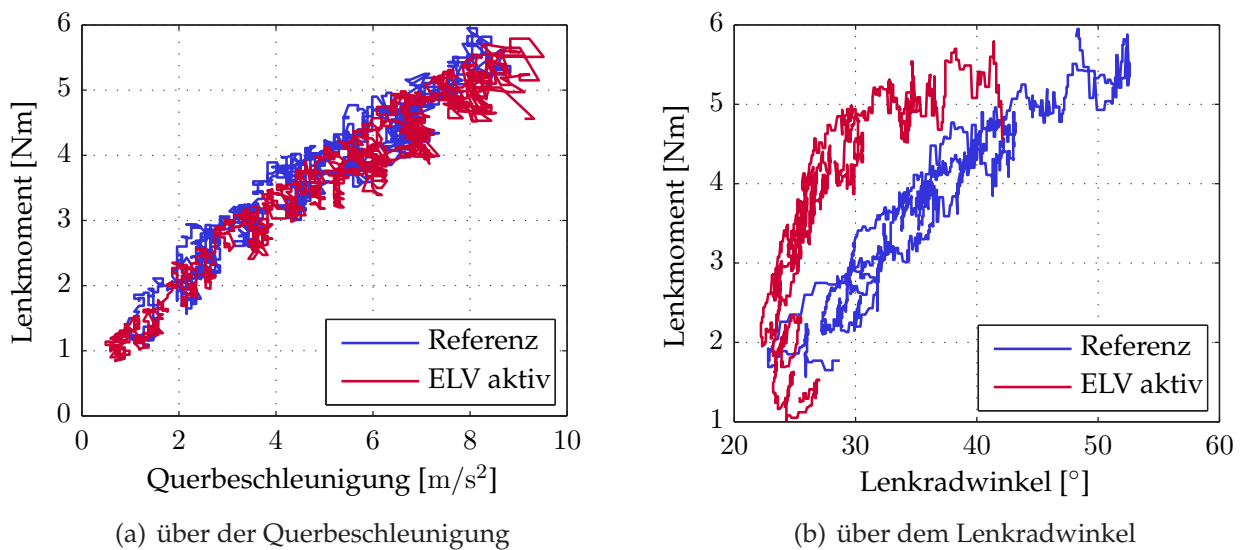 6
5
4
3
2
1
0
Lenkmoment [Nm]
Referenz
ELV aktiv
0 2 4 6 8 10
Querbeschleunigung [m/s²]
(a) über der Querbeschleunigung
6
5
4
3
2
1
Lenkmoment [Nm]
Referenz
ELV aktiv
20 30 40 50 60
Lenkradwinkel [°]
(b) über dem Lenkradwinkel